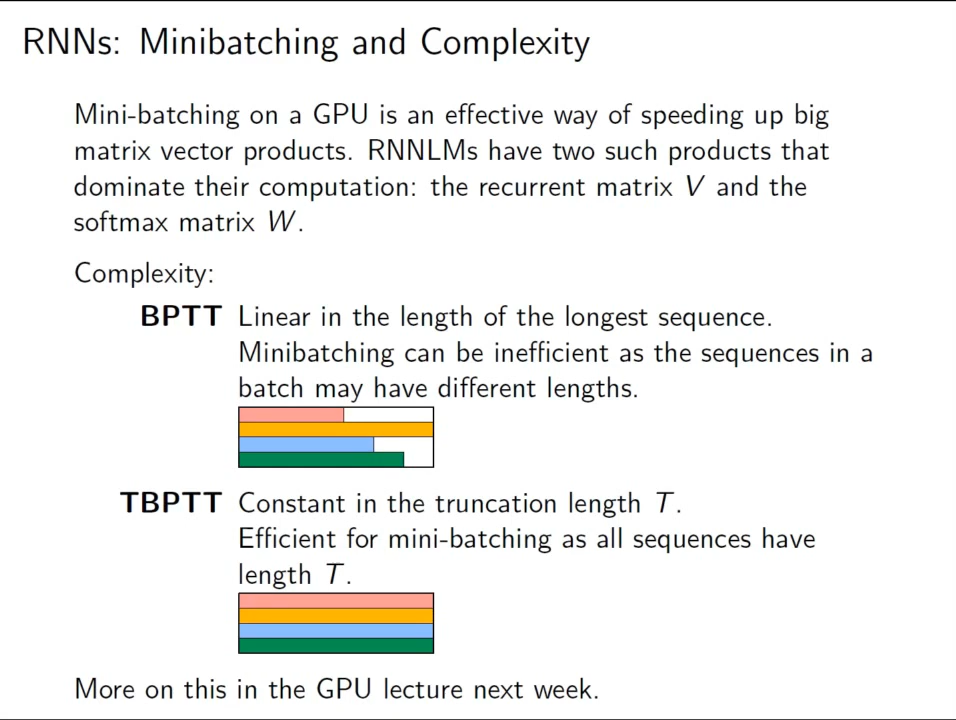 RNNs: Minibatching and Complexity
Mini-batching on a GPU is an effective way of speeding up big
matrix vector products. RNNLMs have two such products that
dominate their computation: the recurrent matrix V and the
softmax matrix W.
Complexity:
BPTT Linear in the length of the longest sequence.
Minibatching can be inefficient as the sequences in a
batch may have different lengths.
TBPTT Constant in the truncation length T.
Efficient for mini-batching as all sequences have
length T.
More on this in the GPU lecture next week.